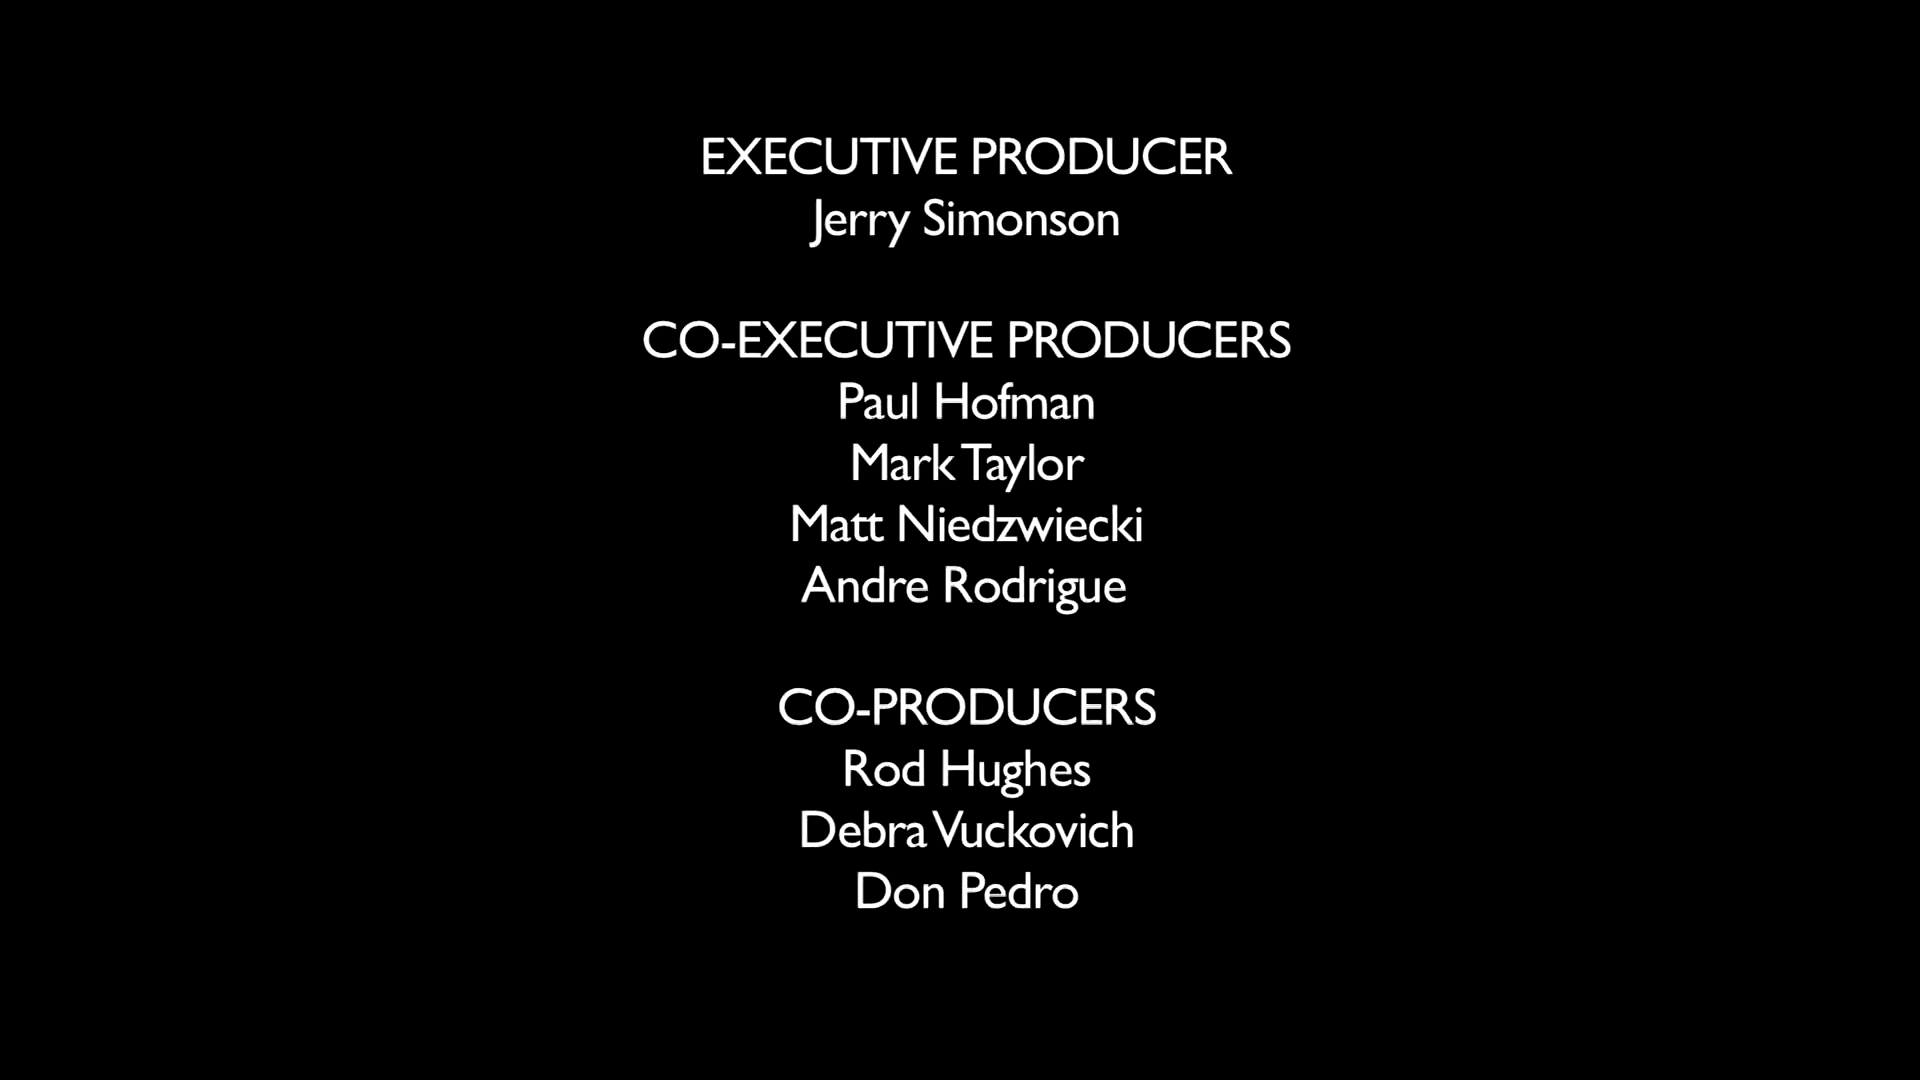 EXECUTIVE PRODUCER
Jerry Simonson
CO-EXECUTIVE PRODUCERS
Paul Hofman
Mark Taylor
Matt Niedzwiecki
Andre Rodrigue
CO-PRODUCERS
Rod Hughes
Debra Vuckovich
Don Pedro